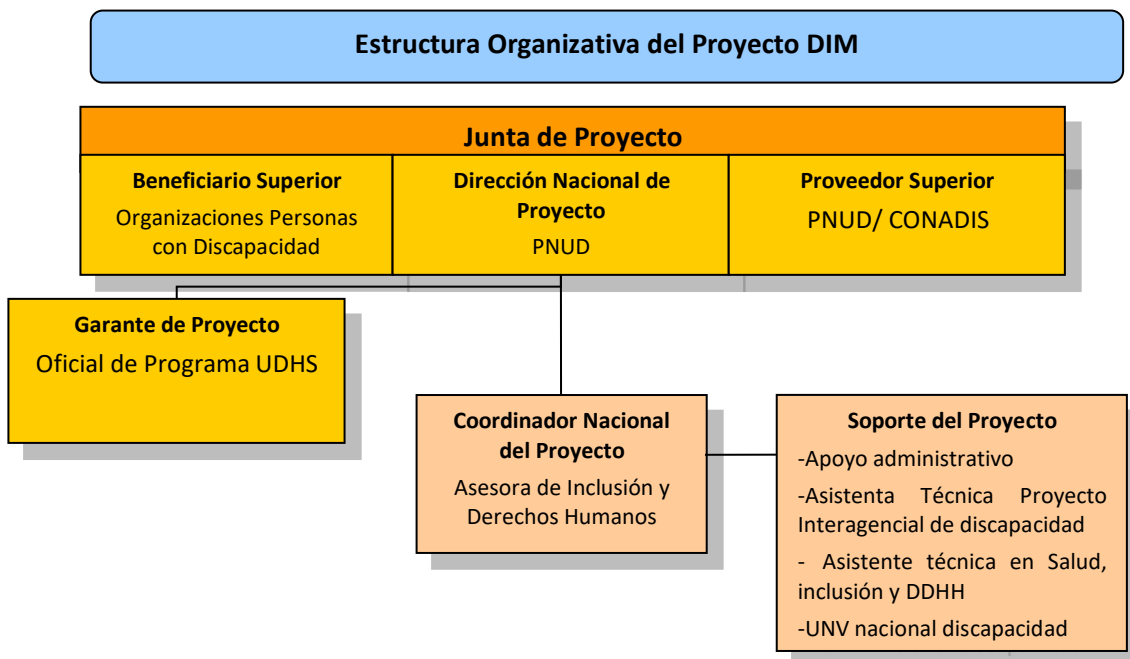 Estructura Organizativa del Proyecto DIM
Junta de Proyecto
Beneficiario Superior
Organizaciones Personas
con Discapacidad
Dirección Nacional de
Proyecto
PNUD
Proveedor Superior
PNUD/ CONADIS
Garante de Proyecto
Oficial de Programa UDHS
Coordinador Nacional
del Proyecto
Asesora de Inclusión y
Derechos Humanos
Soporte del Proyecto
-Apoyo administrativo
-Asistenta Técnica Proyecto
Interagencial de discapacidad
- Asistente técnica en Salud,
inclusión y DDHH
-UNV nacional discapacidad